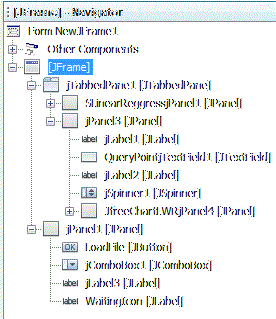 [JFrame] - Navigator
Form NewJFrame1
Other Components
[JFrame]
jTabbedPane1 [JTabbedPane]
SLinearReggressjPanel1 [JPanel]
jPanel3 [JPanel]
label jLabel1 [JLabel]
QueryPointjTextField1 [JTextField]
label jLabel2 [JLabel]
jSpinner1 [JSpinner]
JfreeChartLWRjPanel4 [JPanel]
jPanel1 [JPanel]
OK LoadFile [JButton]
jComboBox1 [JComboBox]
label jLabel3 [JLabel]
label WaitingIcon [JLabel]